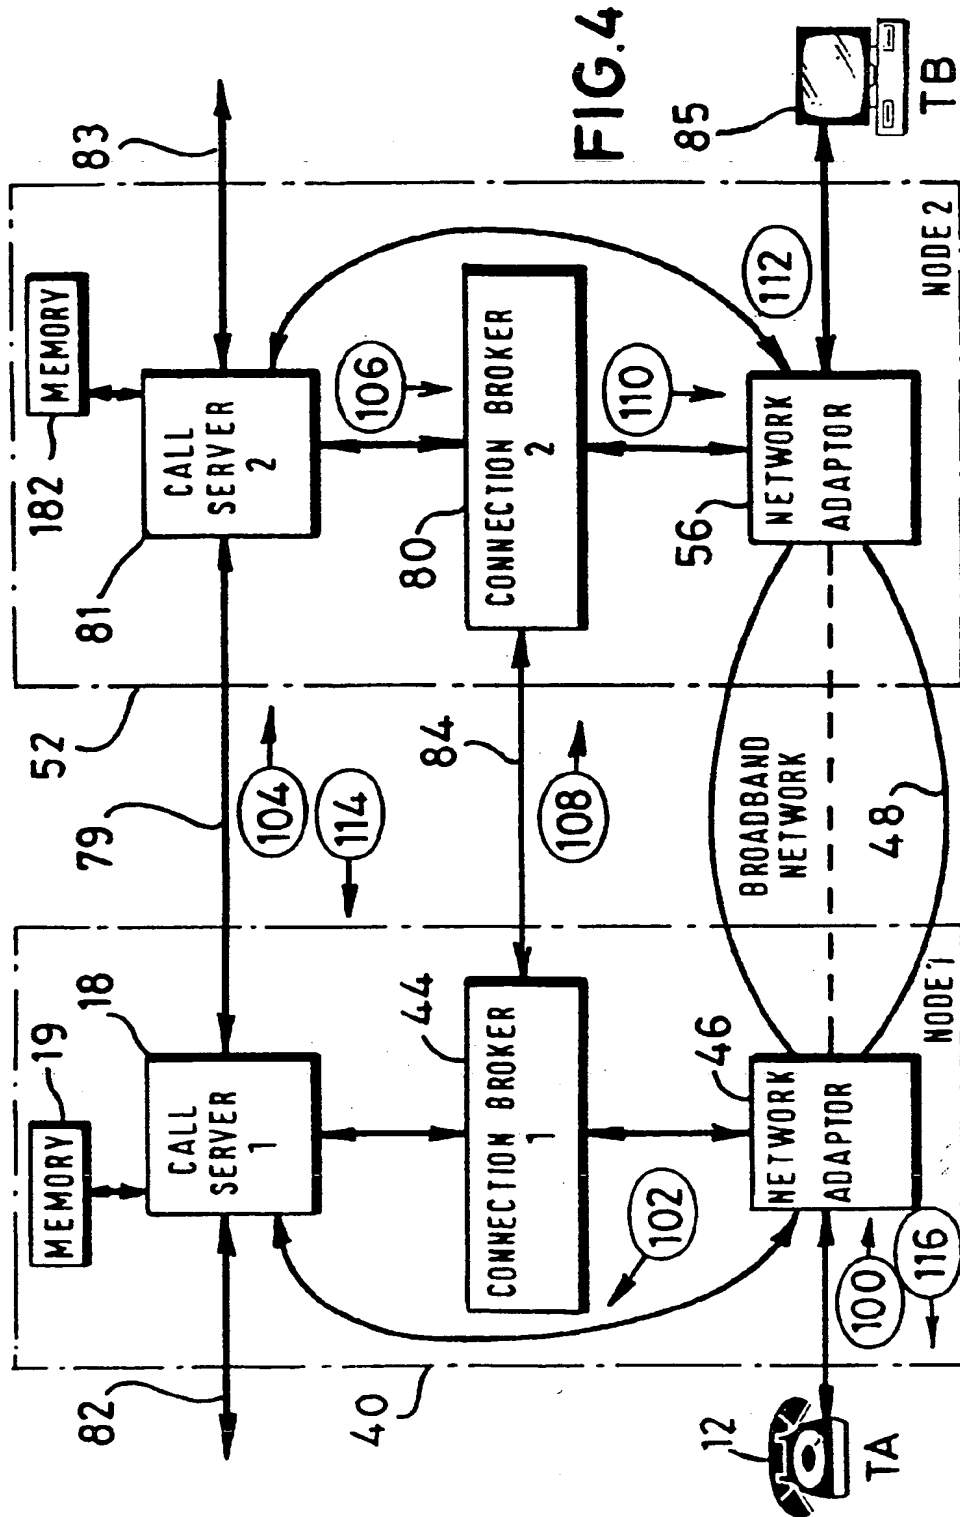 FIG.4
82
40
19
MEMORY
18
CALL
SERVER
1
44
CONNECTION BROKER
1
102
46
NETWORK
ADAPTOR
NODE 1
100
116
12
TA
79
52
104
114
84
108
BROADBAND
NETWORK
48
182
MEMORY
81
CALL
SERVER
2
83
106
80
CONNECTION BROKER
2
110
56
NETWORK
ADAPTOR
112
NODE 2
85
TB